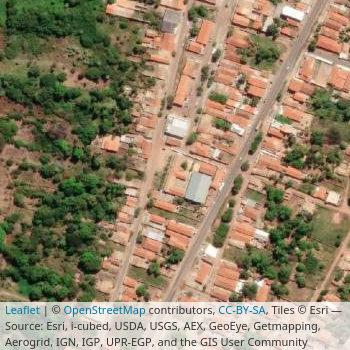 Leaflet | © OpenStreetMap contributors, CC-BY-SA, Tiles © Esri —
Source: Esri, i-cubed, USDA, USGS, AEX, GeoEye, Getmapping,
Aerogrid, IGN, IGP, UPR-EGP, and the GIS User Community